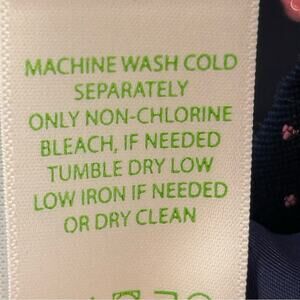 MACHINE WASH COLD
SEPARATELY
ONLY NON-CHLORINE
BLEACH, IF NEEDED
TUMBLE DRY LOW
LOW IRON IF NEEDED
OR DRY CLEAN